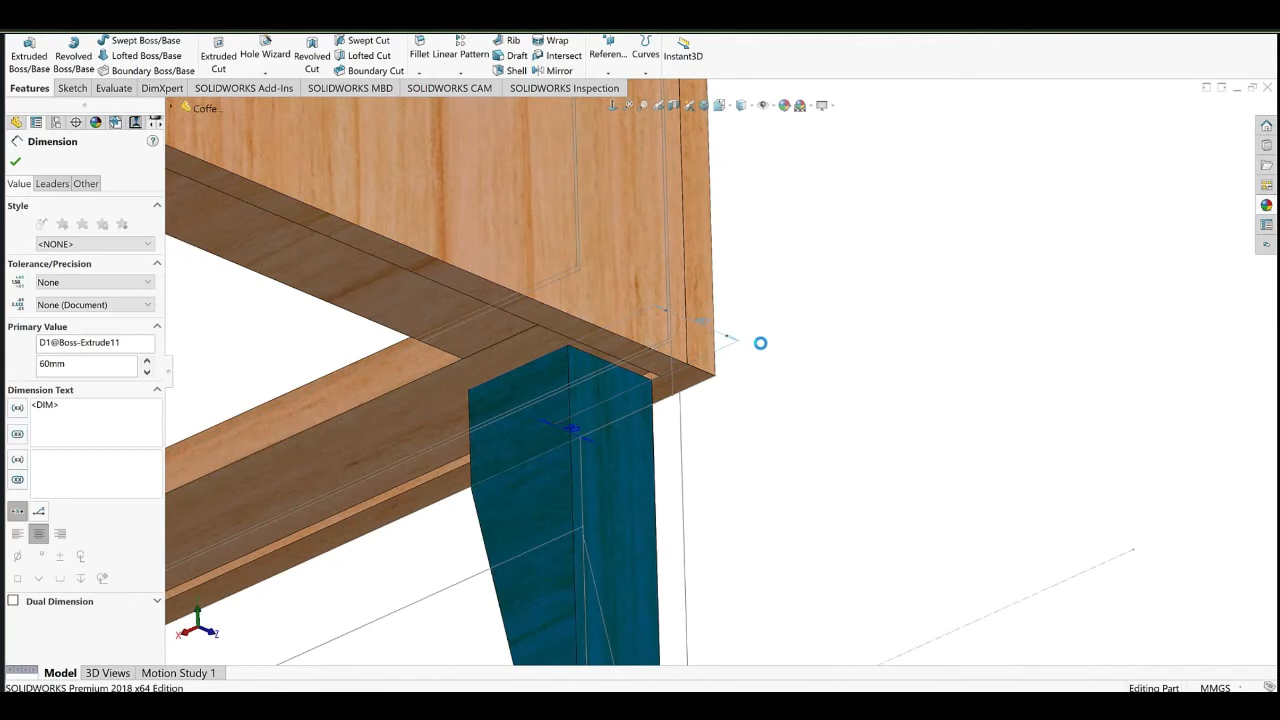 Extruded Boss/Base
Revolved Boss/Base
Swept Boss/Base
Lofted Boss/Base
Boundary Boss/Base
Extruded Cut
Hole Wizard
Revolved Cut
Swept Cut
Lofted Cut
Boundary Cut
Fillet
Linear Pattern
Rib
Draft
Shell
Wrap
Intersect
Mirror
Referen...
Curves
Instant3D
Features Sketch Evaluate DimXpert SOLIDWORKS Add-Ins SOLIDWORKS MBD SOLIDWORKS CAM SOLIDWORKS Inspection
Coffe...
Dimension
Value Leaders Other
Style
<NONE>
Tolerance/Precision
None
None (Document)
Primary Value
D1@Boss-Extrude11
60mm
Dimension Text
<DIM>
Dual Dimension
X Z
Model 3D Views Motion Study 1
SOLIDWORKS Premium 2018 x64 Edition
Editing Part MMGS